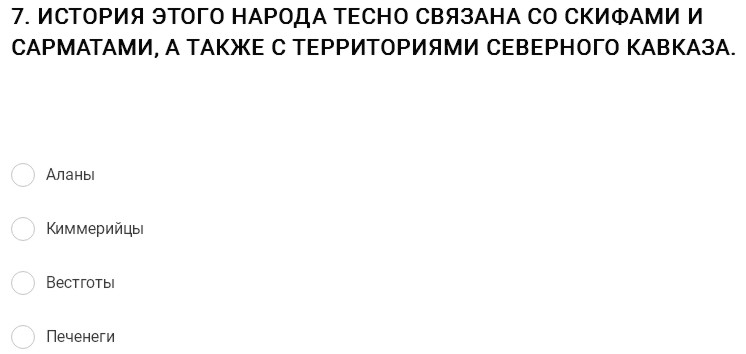 7. ИСТОРИЯ ЭТОГО НАРОДА ТЕСНО СВЯЗАНА СО СКИФАМИ И
САРМАТАМИ, А ТАКЖЕ С ТЕРРИТОРИЯМИ СЕВЕРНОГО КАВКАЗА.
Аланы
Киммерийцы
Вестготы
Печенеги